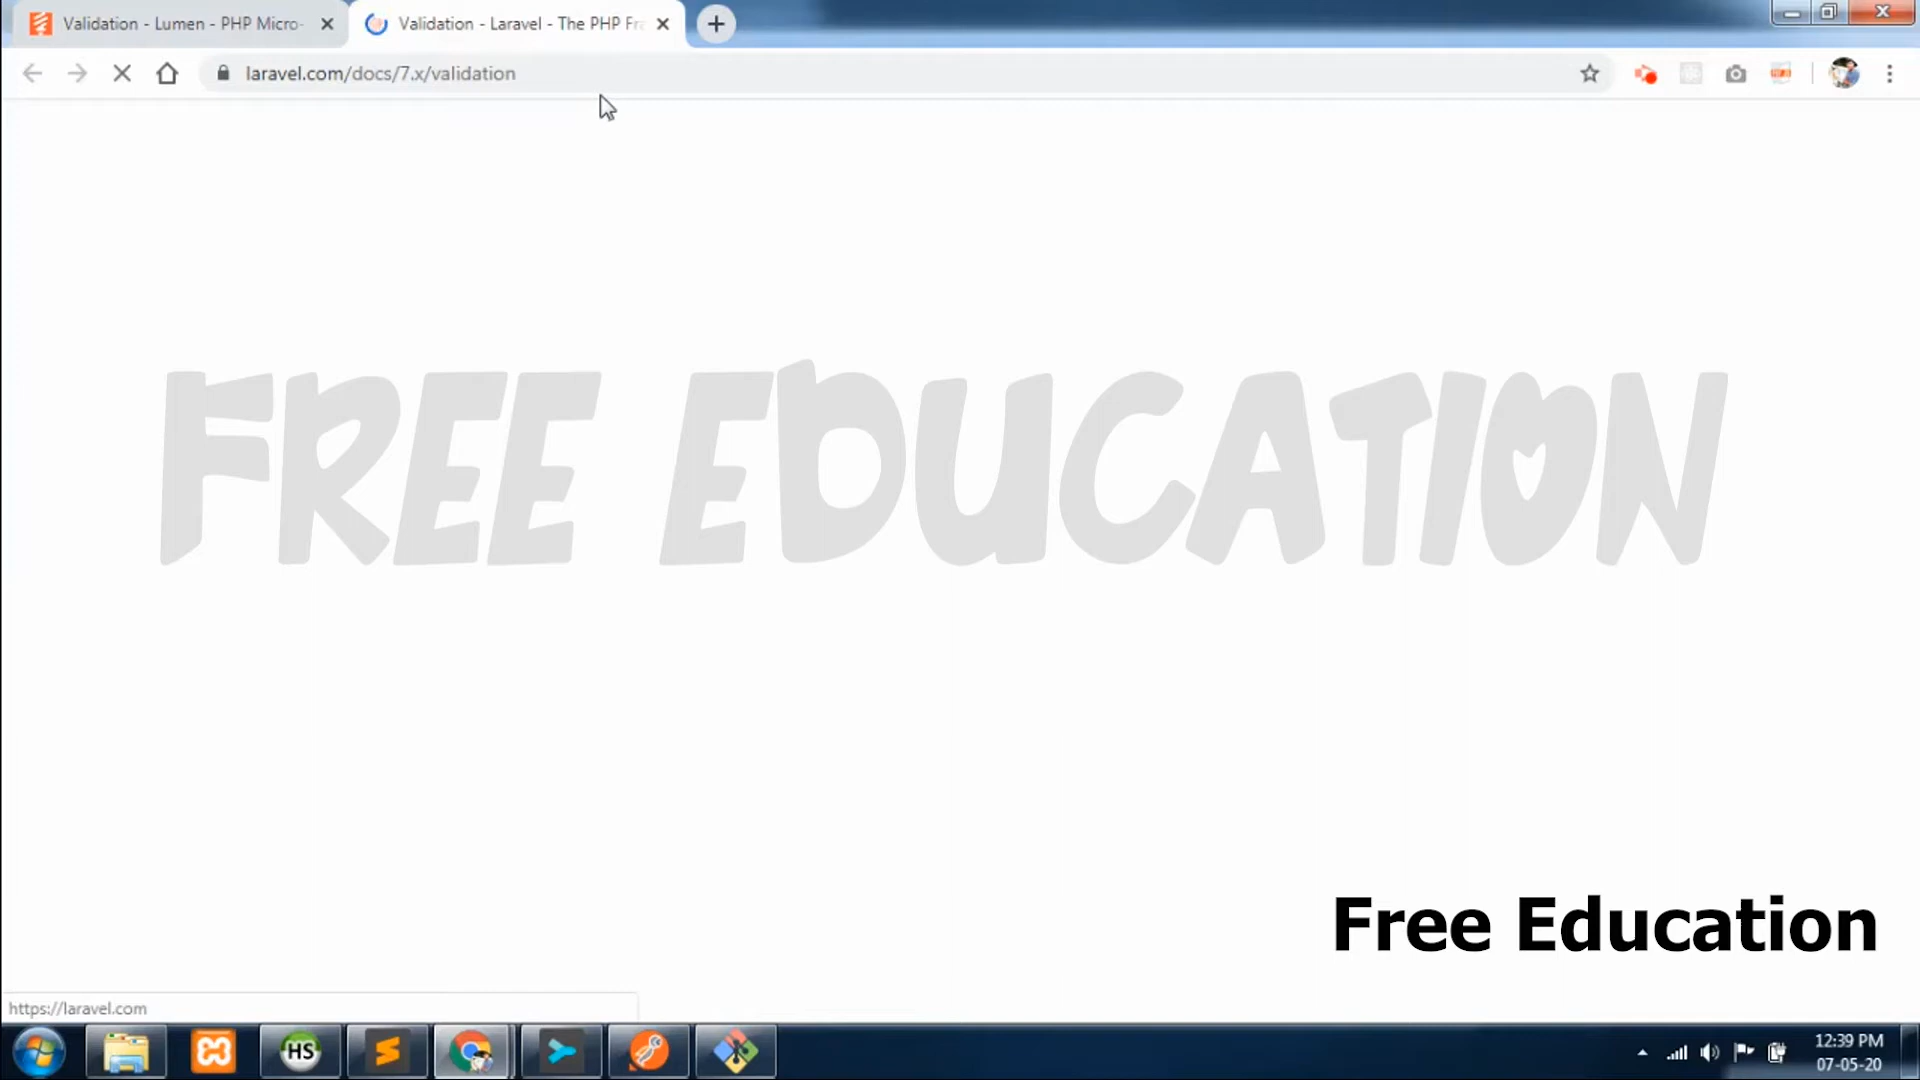 Validation - Lumen - PHP Micro-
Validation - Laravel - The PHP Fra
laravel.com/docs/7.x/validation
FREE EDUCATION
Free Education
https://laravel.com
HS
12:39 PM
07-05-20